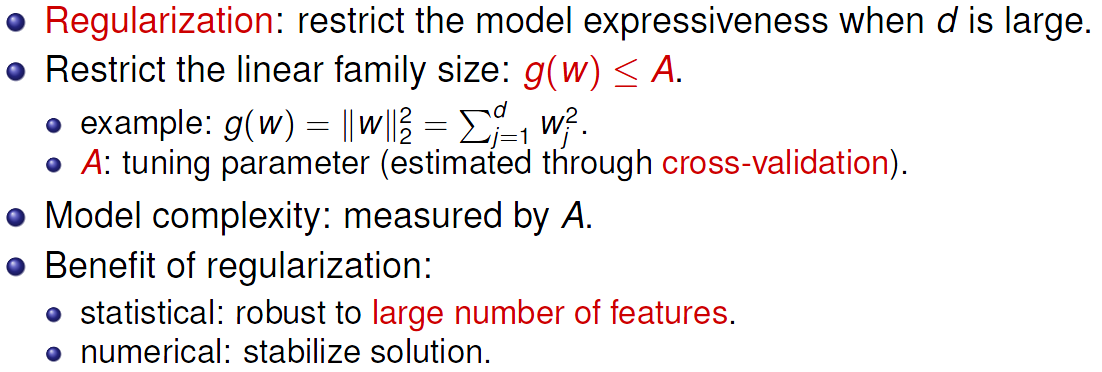 Regularization: restrict the model expressiveness when d is large.
Restrict the linear family size: g(w) ≤ A.
example: g(w) = ‖w‖₂² = ∑ᵈⱼ₌₁ wⱼ².
A: tuning parameter (estimated through cross-validation).
Model complexity: measured by A.
Benefit of regularization:
statistical: robust to large number of features.
numerical: stabilize solution.